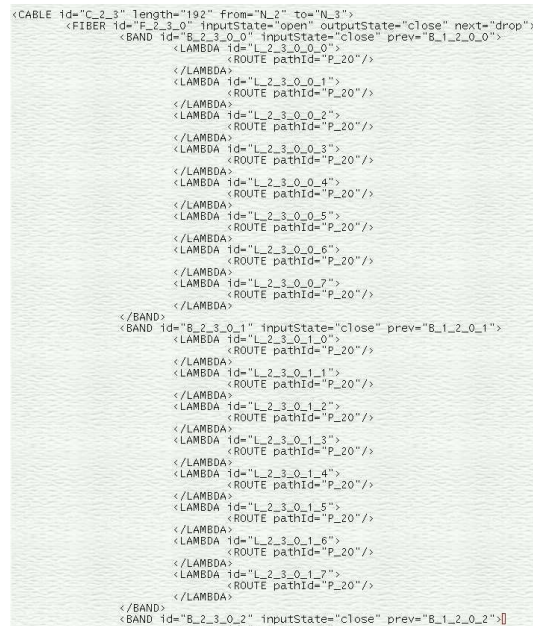 <CABLE id="C_2_3" length="192" from="N_2" to="N_3">
<FIBER id="F_2_3_0" inputState="open" outputState="close" next="drop">
<BAND id="B_2_3_0_0" inputState="close" prev="B_1_2_0_0">
<LAMBDA id="L_2_3_0_0_0">
<ROUTE pathId="P_20"/>
</LAMBDA>
<LAMBDA id="L_2_3_0_0_1">
<ROUTE pathId="P_20"/>
</LAMBDA>
<LAMBDA id="L_2_3_0_0_2">
<ROUTE pathId="P_20"/>
</LAMBDA>
<LAMBDA id="L_2_3_0_0_3">
<ROUTE pathId="P_20"/>
</LAMBDA>
<LAMBDA id="L_2_3_0_0_4">
<ROUTE pathId="P_20"/>
</LAMBDA>
<LAMBDA id="L_2_3_0_0_5">
<ROUTE pathId="P_20"/>
</LAMBDA>
<LAMBDA id="L_2_3_0_0_6">
<ROUTE pathId="P_20"/>
</LAMBDA>
<LAMBDA id="L_2_3_0_0_7">
<ROUTE pathId="P_20"/>
</LAMBDA>
</BAND>
<BAND id="B_2_3_0_1" inputState="close" prev="B_1_2_0_1">
<LAMBDA id="L_2_3_0_1_0">
<ROUTE pathId="P_20"/>
</LAMBDA>
<LAMBDA id="L_2_3_0_1_1">
<ROUTE pathId="P_20"/>
</LAMBDA>
<LAMBDA id="L_2_3_0_1_2">
<ROUTE pathId="P_20"/>
</LAMBDA>
<LAMBDA id="L_2_3_0_1_3">
<ROUTE pathId="P_20"/>
</LAMBDA>
<LAMBDA id="L_2_3_0_1_4">
<ROUTE pathId="P_20"/>
</LAMBDA>
<LAMBDA id="L_2_3_0_1_5">
<ROUTE pathId="P_20"/>
</LAMBDA>
<LAMBDA id="L_2_3_0_1_6">
<ROUTE pathId="P_20"/>
</LAMBDA>
<LAMBDA id="L_2_3_0_1_7">
<ROUTE pathId="P_20"/>
</LAMBDA>
</BAND>
<BAND id="B_2_3_0_2" inputState="close" prev="B_1_2_0_2">